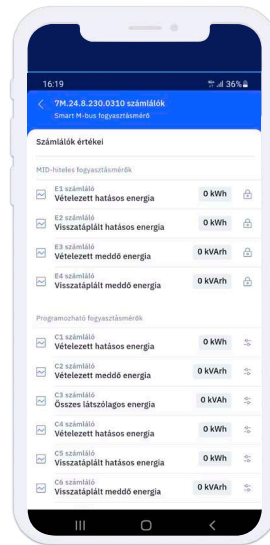 16:19
36%
7M.24.8.230.0310 számlálók
Smart M-bus fogyasztásmérő
Számlálók értékei
MID-hiteles fogyasztásmérők
E1 számláló
Vételezett hatásos energia
0 kWh
E2 számláló
Visszatáplált hatásos energia
0 kWh
E3 számláló
Vételezett meddő energia
0 kVArh
E4 számláló
Visszatáplált meddő energia
0 kVArh
Programozható fogyasztásmérők
C1 számláló
Vételezett hatásos energia
0 kWh
C2 számláló
Vételezett meddő energia
0 kVArh
C3 számláló
Összes látszólagos energia
0 kVAh
C4 számláló
Vételezett hatásos energia
0 kWh
C5 számláló
Visszatáplált hatásos energia
0 kWh
C6 számláló
Visszatáplált meddő energia
0 kVArh